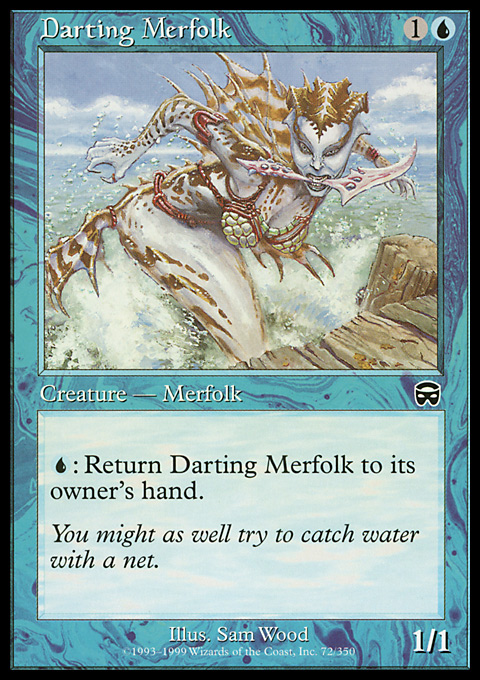 Darting Merfolk 1
Creature — Merfolk
: Return Darting Merfolk to its
owner's hand.
You might as well try to catch water
with a net.
Illus. Sam Wood
©1993-1999 Wizards of the Coast, Inc. 72/350
1/1